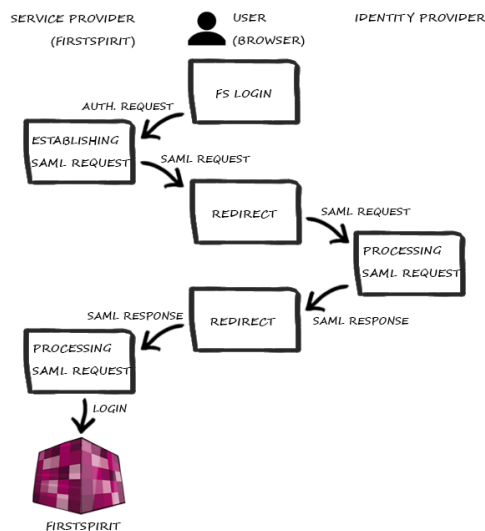 SERVICE PROVIDER
(FIRSTSPIRIT)
USER
(BROWSER)
IDENTITY PROVIDER
FS LOGIN
AUTH. REQUEST
ESTABLISHING
SAML REQUEST
SAML REQUEST
REDIRECT
SAML REQUEST
PROCESSING
SAML REQUEST
SAML RESPONSE
REDIRECT
SAML RESPONSE
PROCESSING
SAML REQUEST
LOGIN
FIRSTSPIRIT